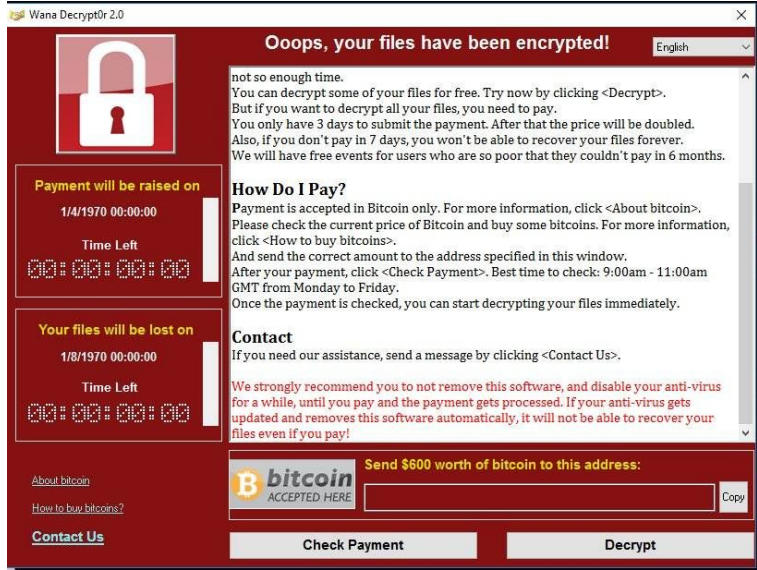 Wana Decrypt0r 2.0
Ooops, your files have been encrypted!
English
not so enough time.
You can decrypt some of your files for free. Try now by clicking <Decrypt>.
But if you want to decrypt all your files, you need to pay.
You only have 3 days to submit the payment. After that the price will be doubled.
Also, if you don't pay in 7 days, you won't be able to recover your files forever.
We will have free events for users who are so poor that they couldn't pay in 6 months.
How Do I Pay?
Payment is accepted in Bitcoin only. For more information, click <About bitcoin>.
Please check the current price of Bitcoin and buy some bitcoins. For more information,
click <How to buy bitcoins>.
And send the correct amount to the address specified in this window.
After your payment, click <Check Payment>. Best time to check: 9:00am - 11:00am
GMT from Monday to Friday.
Once the payment is checked, you can start decrypting your files immediately.
Contact
If you need our assistance, send a message by clicking <Contact Us>.
We strongly recommend you to not remove this software, and disable your anti-virus
for a while, until you pay and the payment gets processed. If your anti-virus gets
updated and removes this software automatically, it will not be able to recover your
files even if you pay!
Payment will be raised on
1/4/1970 00:00:00
Time Left
00:00:00:00
Your files will be lost on
1/8/1970 00:00:00
Time Left
00:00:00:00
About bitcoin
How to buy bitcoins?
Contact Us
bitcoin
ACCEPTED HERE
Send $600 worth of bitcoin to this address:
Copy
Check Payment
Decrypt